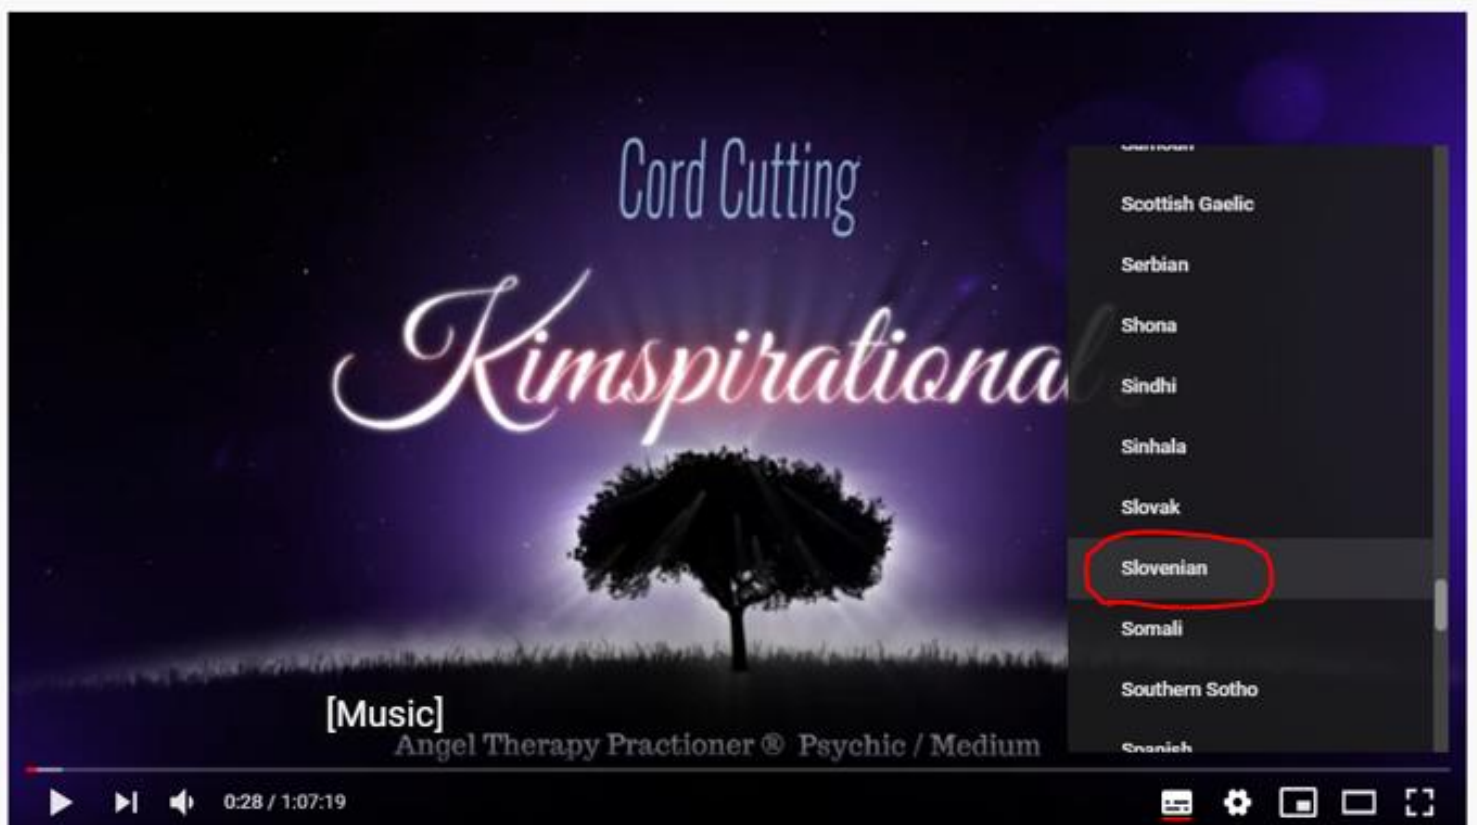 Cord Cutting
Kimspirational
Scottish Gaelic
Serbian
Shona
Sindhi
Sinhala
Slovak
Slovenian
Somali
Southern Sotho
Spanish
[Music]
Angel Therapy Practioner ® Psychic / Medium
0:28 / 1:07:19